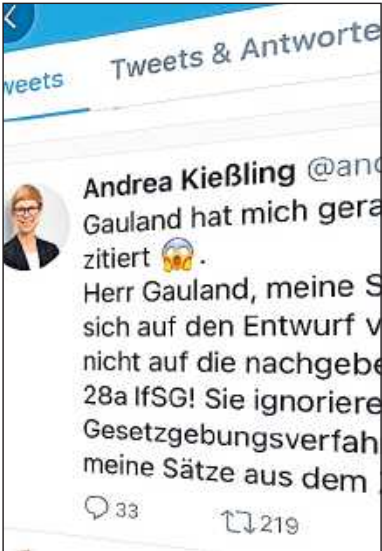 weets
Tweets & Antworte
Andrea Kießling @and
Gauland hat mich gera
zitiert 😱.
Herr Gauland, meine S
sich auf den Entwurf v
nicht auf die nachgebe
28a IfSG! Sie ignoriere
Gesetzgebungsverfah
meine Sätze aus dem
33
219